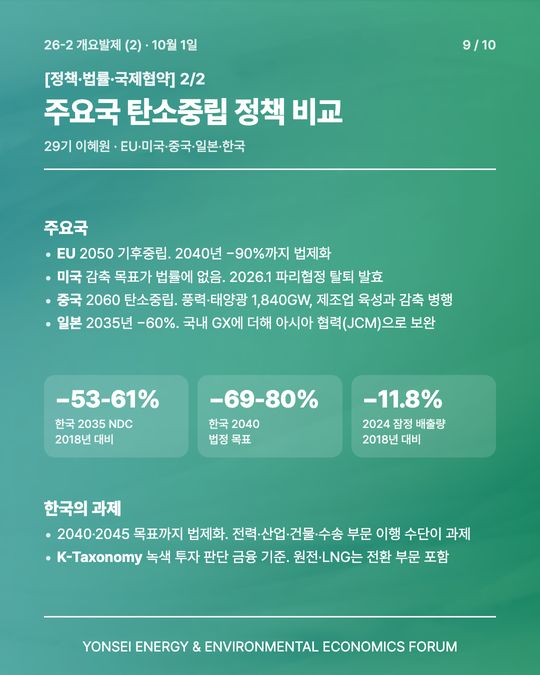 26-2 개요발제 (2) · 10월 1일
9 / 10
[정책·법률·국제협약] 2/2
주요국 탄소중립 정책 비교
29기 이혜원 · EU·미국·중국·일본·한국
주요국
• EU 2050 기후중립. 2040년 −90%까지 법제화
• 미국 감축 목표가 법률에 없음. 2026.1 파리협정 탈퇴 발효
• 중국 2060 탄소중립. 풍력·태양광 1,840GW, 제조업 육성과 감축 병행
• 일본 2035년 −60%. 국내 GX에 더해 아시아 협력(JCM)으로 보완
−53-61%
한국 2035 NDC
2018년 대비
−69-80%
한국 2040
법정 목표
−11.8%
2024 잠정 배출량
2018년 대비
한국의 과제
• 2040·2045 목표까지 법제화. 전력·산업·건물·수송 부문 이행 수단이 과제
• K-Taxonomy 녹색 투자 판단 금융 기준. 원전·LNG는 전환 부문 포함
YONSEI ENERGY & ENVIRONMENTAL ECONOMICS FORUM